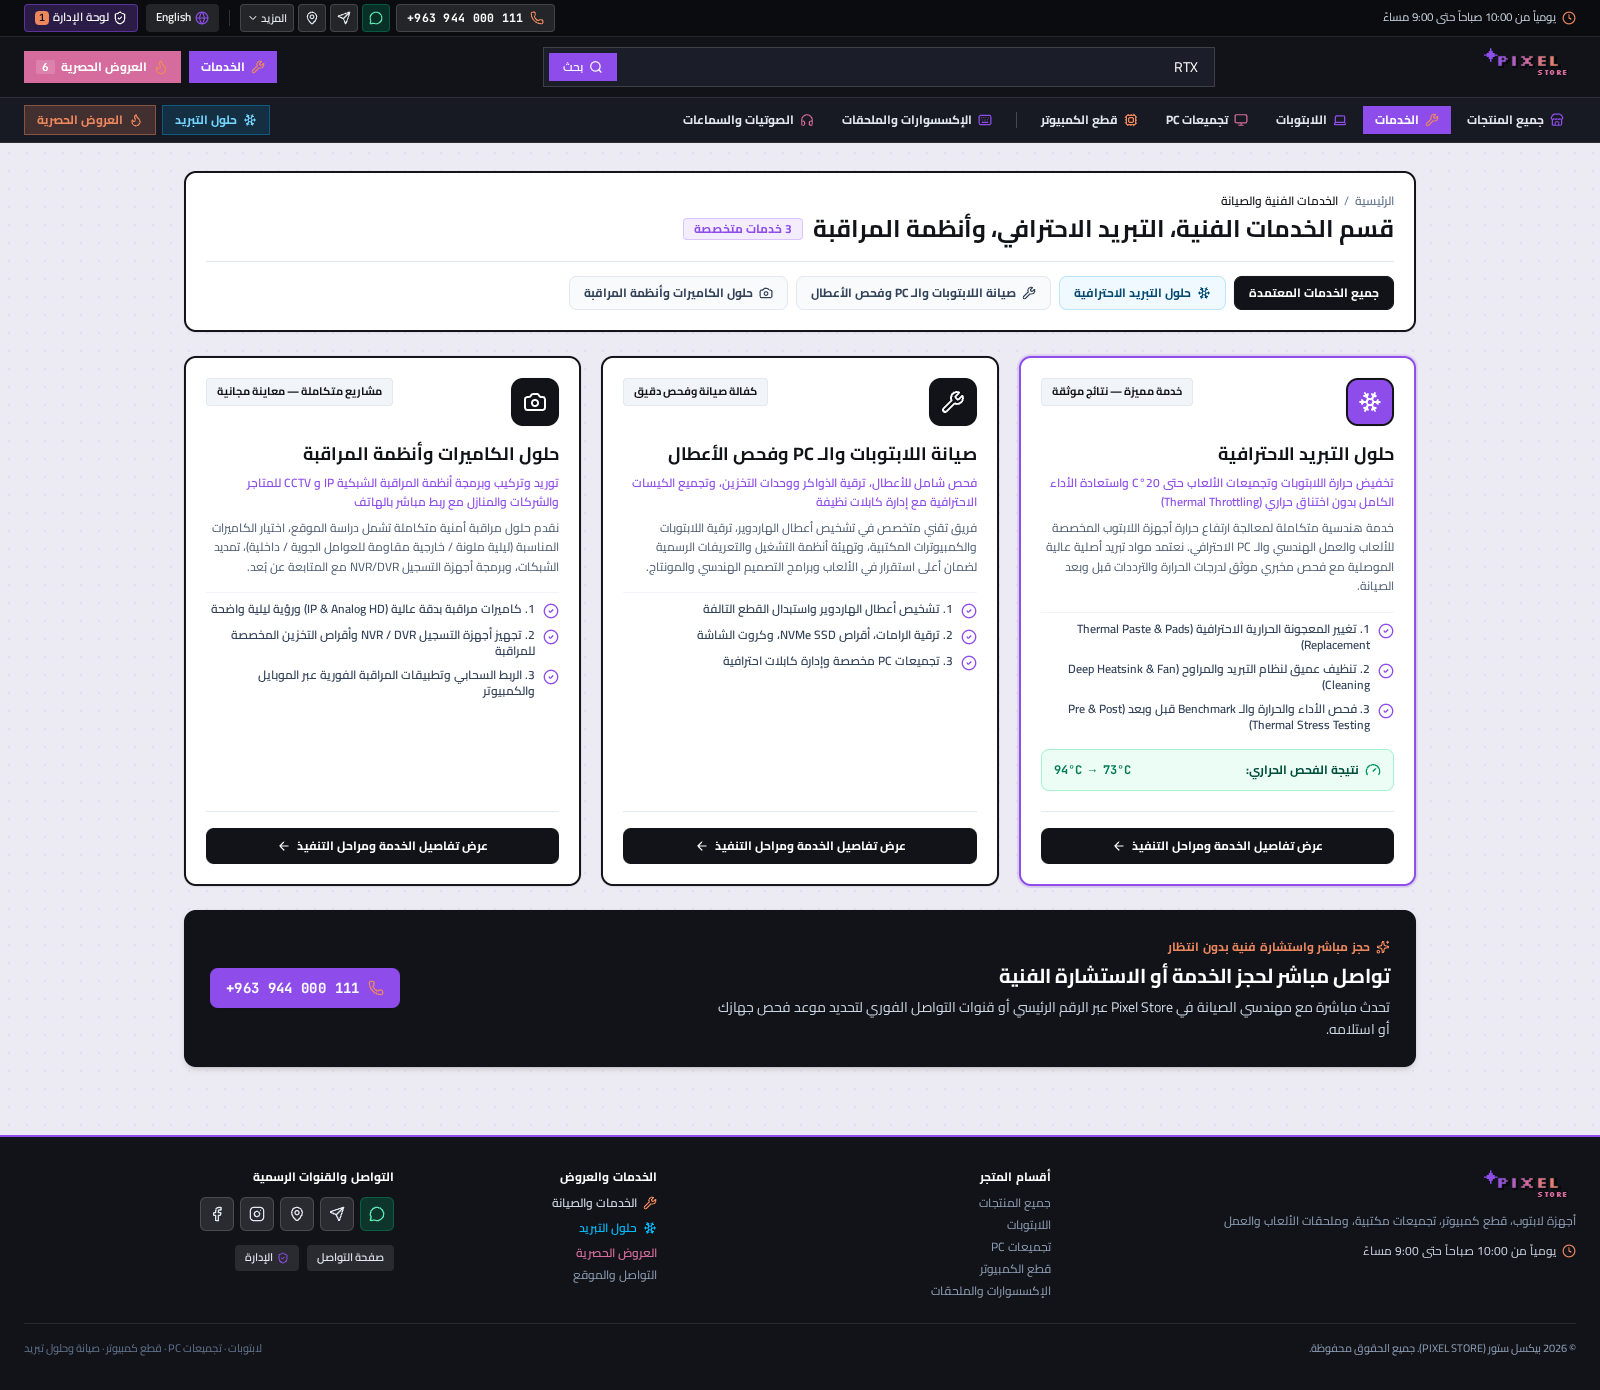 يومياً من 10:00 صباحاً حتى 9:00 مساءً
+963 944 000 111
المزيد
English
لوحة الإدارة 1
PIXEL
STORE
RTX
بحث
الخدمات
العروض الحصرية 6
جميع المنتجات
الخدمات
اللابتوبات
تجميعات PC
قطع الكمبيوتر
الإكسسوارات والملحقات
الصوتيات والسماعات
حلول التبريد
العروض الحصرية
الرئيسية / الخدمات الفنية والصيانة
قسم الخدمات الفنية، التبريد الاحترافي، وأنظمة المراقبة
3 خدمات متخصصة
جميع الخدمات المعتمدة
حلول التبريد الاحترافية
صيانة اللابتوبات والـ PC وفحص الأعطال
حلول الكاميرات وأنظمة المراقبة
خدمة مميزة — نتائج موثقة
حلول التبريد الاحترافية
تخفيض حرارة اللابتوبات وتجميعات الألعاب حتى 20°C واستعادة الأداء
الكامل بدون اختناق حراري (Thermal Throttling)
خدمة هندسية متكاملة لمعالجة ارتفاع حرارة أجهزة اللابتوب المخصصة
للألعاب والعمل الهندسي والـ PC الاحترافي. نعتمد مواد تبريد أصلية عالية
الموصلية مع فحص مخبري موثق لدرجات الحرارة والترددات قبل وبعد
الصيانة.
1. تغيير المعجونة الحرارية الاحترافية (Thermal Paste & Pads
Replacement)
2. تنظيف عميق لنظام التبريد والمراوح (Deep Heatsink & Fan
Cleaning)
3. فحص الأداء والحرارة والـ Benchmark قبل وبعد (Pre & Post
Thermal Stress Testing)
نتيجة الفحص الحراري:
94°C → 73°C
عرض تفاصيل الخدمة ومراحل التنفيذ
كفالة صيانة وفحص دقيق
صيانة اللابتوبات والـ PC وفحص الأعطال
فحص شامل للأعطال، ترقية الذواكر ووحدات التخزين، وتجميع الكيسات
الاحترافية مع إدارة كابلات نظيفة
فريق تقني متخصص في تشخيص أعطال الهاردوير، ترقية اللابتوبات
والكمبيوترات المكتبية، وتهيئة أنظمة التشغيل والتعريفات الرسمية
لضمان أعلى استقرار في الألعاب وبرامج التصميم الهندسي والمونتاج.
1. تشخيص أعطال الهاردوير واستبدال القطع التالفة
2. ترقية الرامات، أقراص NVMe SSD، وكروت الشاشة
3. تجميعات PC مخصصة وإدارة كابلات احترافية
عرض تفاصيل الخدمة ومراحل التنفيذ
مشاريع متكاملة — معاينة مجانية
حلول الكاميرات وأنظمة المراقبة
توريد وتركيب وبرمجة أنظمة المراقبة الشبكية IP و CCTV للمتاجر
والشركات والمنازل مع ربط مباشر بالهاتف
نقدم حلول مراقبة أمنية متكاملة تشمل دراسة الموقع، اختيار الكاميرات
المناسبة (ليلية ملونة / خارجية مقاومة للعوامل الجوية / داخلية)، تمديد
الشبكات، وبرمجة أجهزة التسجيل NVR/DVR مع المتابعة عن بُعد.
1. كاميرات مراقبة بدقة عالية (IP & Analog HD) ورؤية ليلية واضحة
2. تجهيز أجهزة التسجيل NVR / DVR وأقراص التخزين المخصصة
للمراقبة
3. الربط السحابي وتطبيقات المراقبة الفورية عبر الموبايل
والكمبيوتر
عرض تفاصيل الخدمة ومراحل التنفيذ
حجز مباشر واستشارة فنية بدون انتظار
تواصل مباشر لحجز الخدمة أو الاستشارة الفنية
تحدث مباشرة مع مهندسي الصيانة في Pixel Store عبر الرقم الرئيسي أو قنوات التواصل الفوري لتحديد موعد فحص جهازك
أو استلامه.
+963 944 000 111
PIXEL
STORE
أجهزة لابتوب، قطع كمبيوتر، تجميعات مكتبية، وملحقات الألعاب والعمل
يومياً من 10:00 صباحاً حتى 9:00 مساءً
أقسام المتجر
جميع المنتجات
اللابتوبات
تجميعات PC
قطع الكمبيوتر
الإكسسوارات والملحقات
الخدمات والعروض
الخدمات والصيانة
حلول التبريد
العروض الحصرية
التواصل والموقع
التواصل والقنوات الرسمية
صفحة التواصل
الإدارة
© 2026 بيكسل ستور (PIXEL STORE). جميع الحقوق محفوظة.
لابتوبات · تجميعات PC · قطع كمبيوتر · صيانة وحلول تبريد